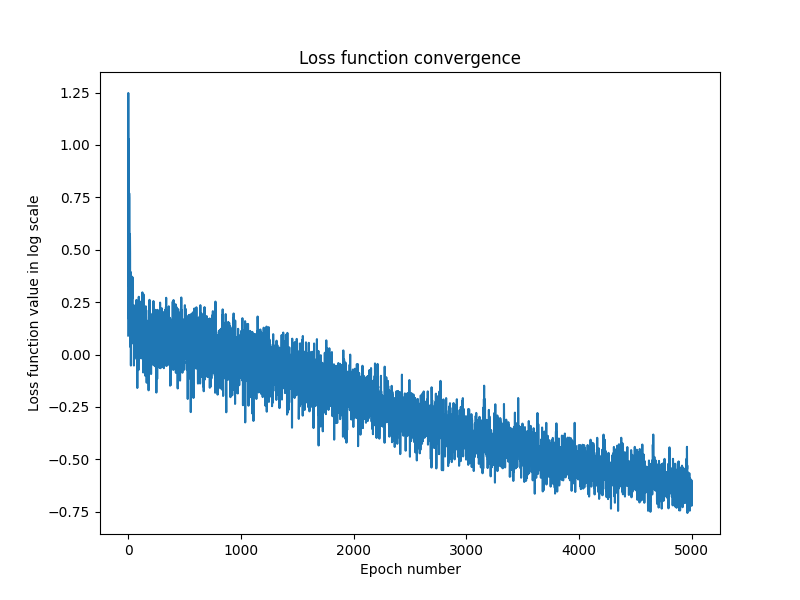 Loss function convergence
Loss function value in log scale
1.25
1.00
0.75
0.50
0.25
0.00
−0.25
−0.50
−0.75
0 1000 2000 3000 4000 5000
Epoch number